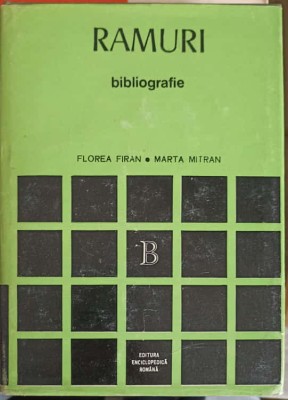 RAMURI
bibliografie
FLOREA FIRAN • MARTA MITRAN
B
EDITURA
ENCICLOPEDICĂ
ROMÂNĂ